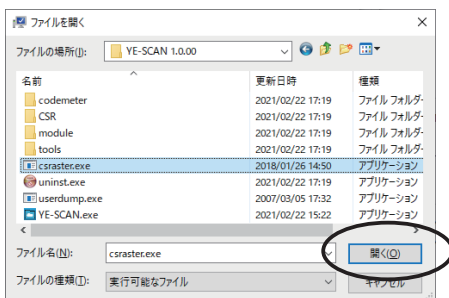 ファイルを開く
ファイルの場所(I): YE-SCAN 1.0.00
名前 更新日時 種類
codemeter 2021/02/22 17:19 ファイル フォルダ
CSR 2021/02/22 17:19 ファイル フォルダ
module 2021/02/22 17:19 ファイル フォルダ
tools 2021/02/22 17:19 ファイル フォルダ
csraster.exe 2018/01/26 14:50 アプリケーション
uninst.exe 2021/02/22 17:19 アプリケーション
userdump.exe 2007/03/05 17:32 アプリケーション
YE-SCAN.exe 2021/02/22 15:22 アプリケーション
ファイル名(N): csraster.exe 開く(O)
ファイルの種類(T): 実行可能なファイル キャンセル